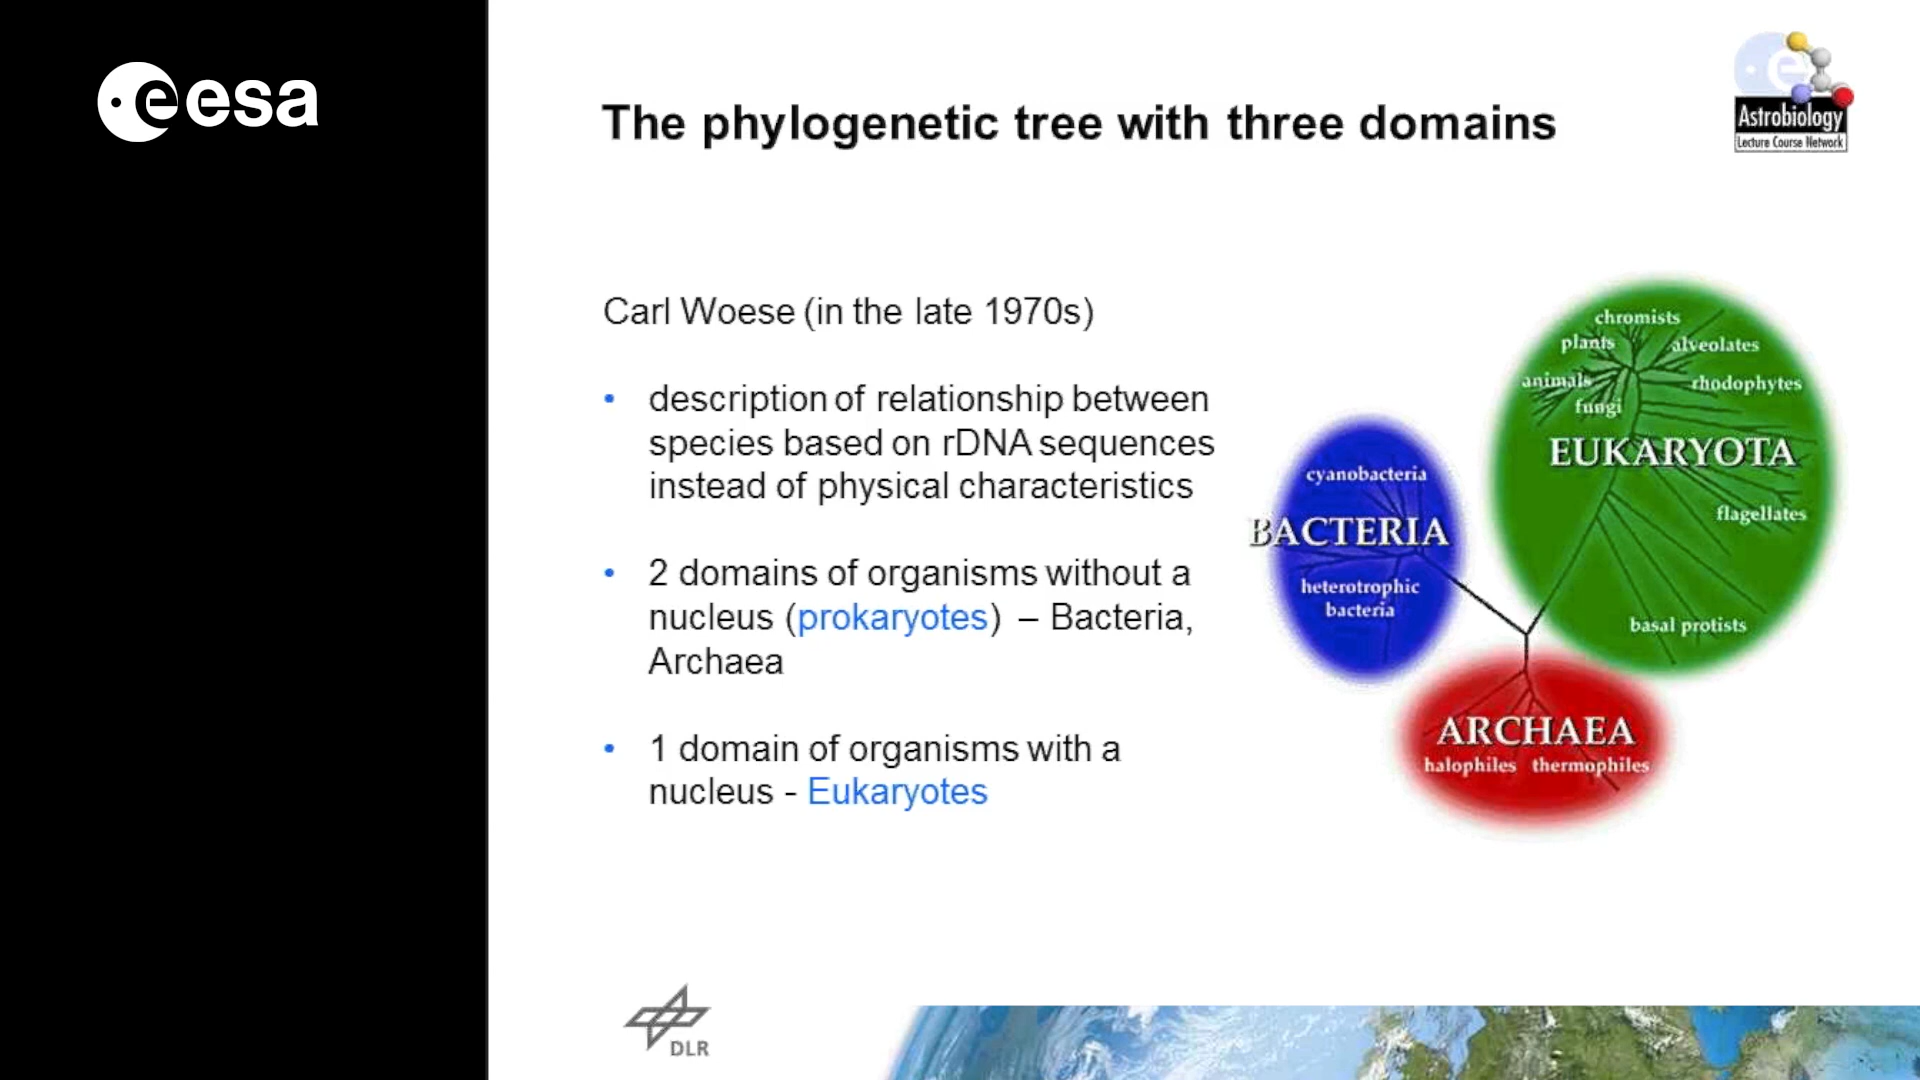 esa
The phylogenetic tree with three domains
Astrobiology
Lecture Course Network
Carl Woese (in the late 1970s)
• description of relationship between
species based on rDNA sequences
instead of physical characteristics
• 2 domains of organisms without a
nucleus (prokaryotes) – Bacteria,
Archaea
• 1 domain of organisms with a
nucleus - Eukaryotes
chromists
plants
alveolates
animals
rhodophytes
fungi
EUKARYOTA
flagellates
basal protists
cyanobacteria
BACTERIA
heterotrophic
bacteria
ARCHAEA
halophiles thermophiles
DLR